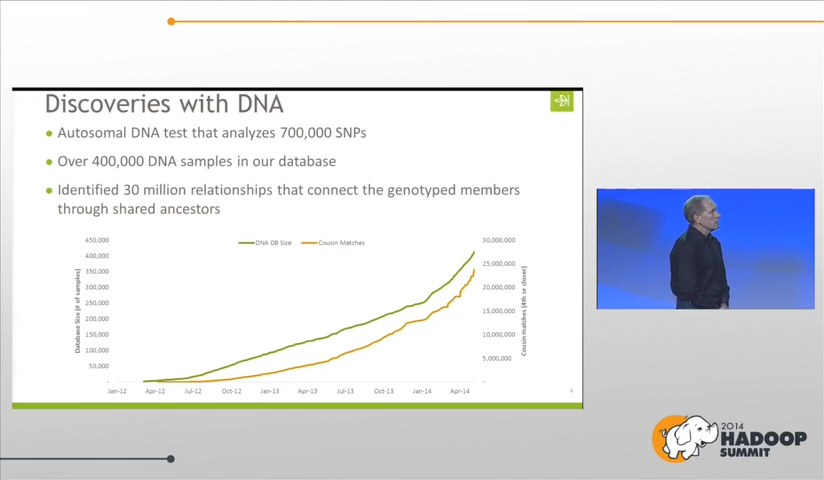 Discoveries with DNA
Autosomal DNA test that analyzes 700,000 SNPs
Over 400,000 DNA samples in our database
Identified 30 million relationships that connect the genotyped members
through shared ancestors
DNA DB Size
Cousin Matches
450,000
400,000
350,000
300,000
250,000
200,000
150,000
100,000
50,000
-
Database Size (# of samples)
30,000,000
25,000,000
20,000,000
15,000,000
10,000,000
5,000,000
-
Cousin matches (4th or closer)
Jan-12 Apr-12 Jul-12 Oct-12 Jan-13 Apr-13 Jul-13 Oct-13 Jan-14 Apr-14
4
2014
HADOOP
SUMMIT